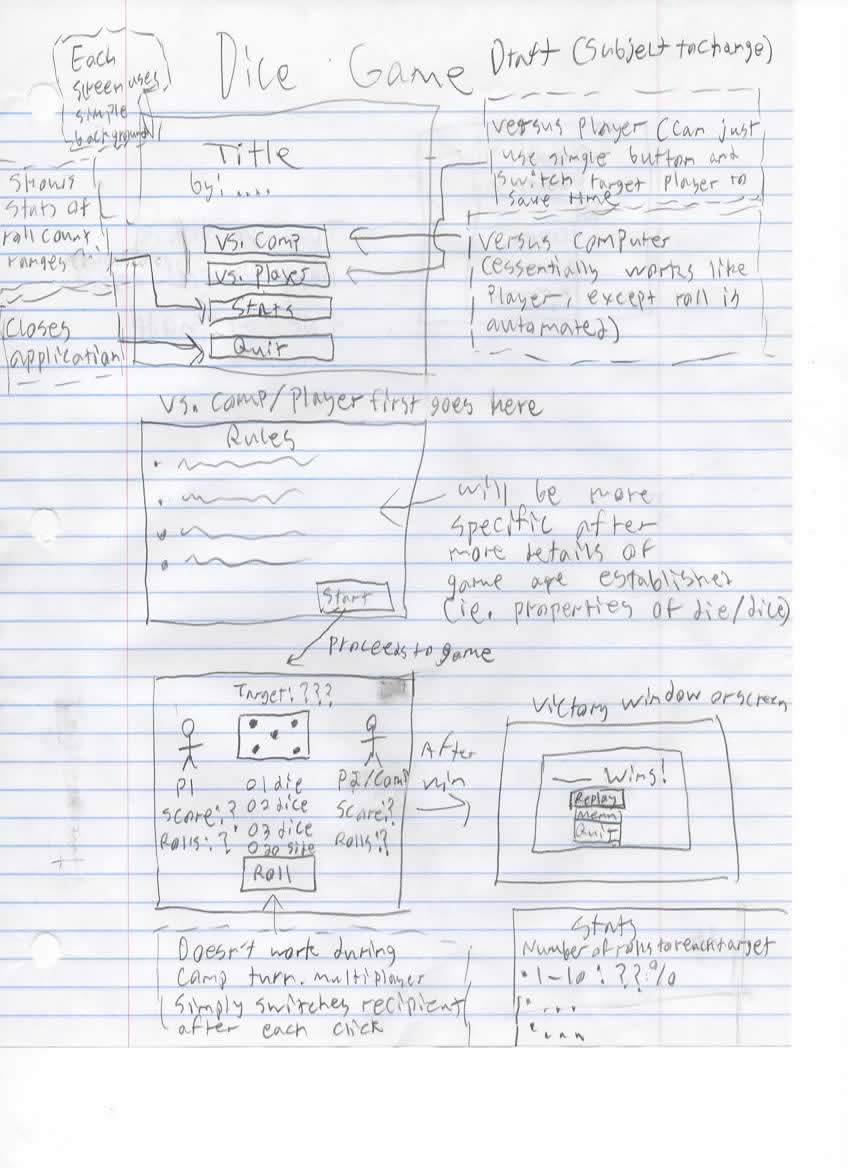 Each
screen uses
simple
background
Dice Game
Draft (Subject to change)
Title
by:....
vs. Comp
vs. player
Stats
Quit
versus Player (Can just
use single button and
switch target player to
save time
versus Computer
(essentially works like
Player, except roll is
automated)
Shows
stats of
roll count
ranges
Closes
application
vs. comp/Player first goes here
Rules
Start
will be more
specific after
more details of
game are established
(ie. properties of die/dice)
Proceeds to game
Target: ???
P1
Score:?
Rolls:?
O 1 die
O 2 dice
O 3 dice
O 20 side
P2/Comp
Score:?
Rolls:?
Roll
After
win
Victory window or screen
___ Wins!
Replay
Menu
Quit
Doesn't work during
Comp turn. multiplayer
Simply switches recipient
after each click
Stats
Number of rolls to reach target
• 1-10: ??%
• ...
• ...